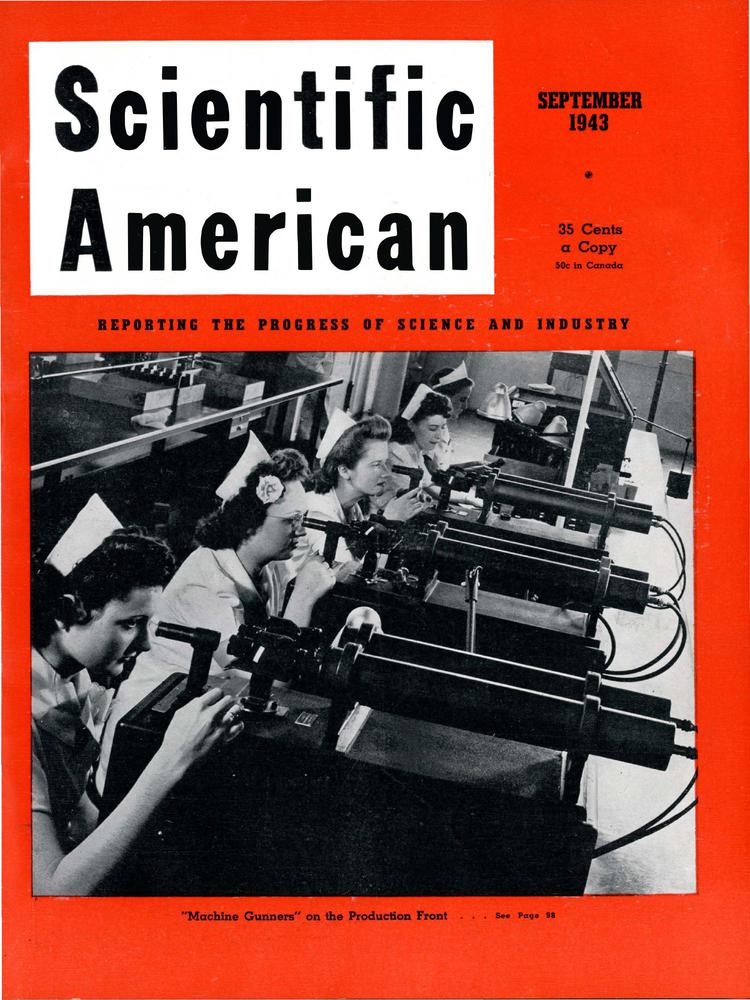 Scientific
American
SEPTEMBER
1943
35 Cents
a Copy
50c in Canada
REPORTING THE PROGRESS OF SCIENCE AND INDUSTRY
"Machine Gunners" on the Production Front . . . See Page 98